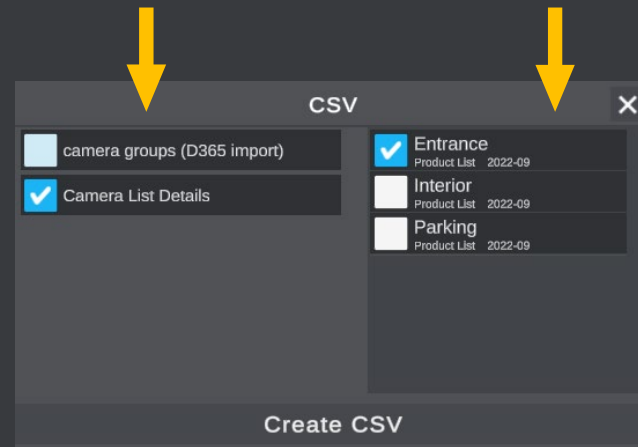 CSV
camera groups (D365 import)
Camera List Details
Entrance
Product List 2022-09
Interior
Product List 2022-09
Parking
Product List 2022-09
Create CSV